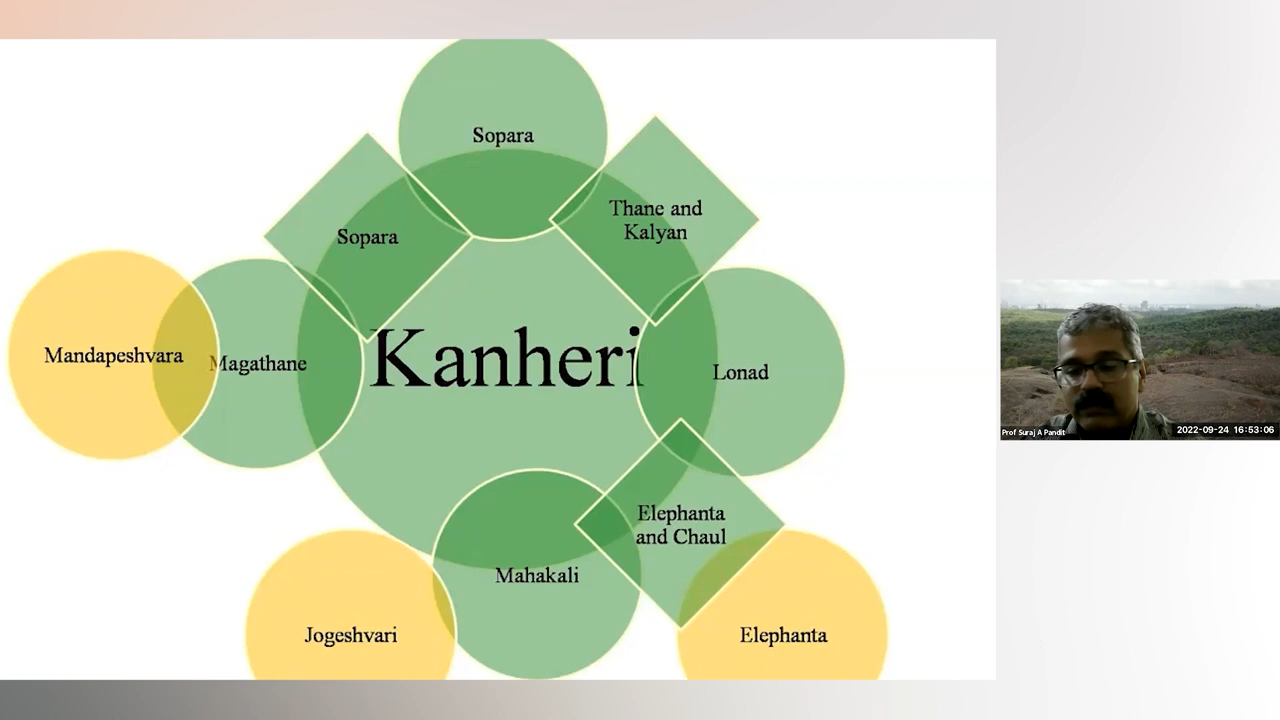 Sopara
Thane and
Kalyan
Sopara
Mandapeshvara
Magathane
Kanheri
Lonad
Elephanta
and Chaul
Mahakali
Jogeshvari
Elephanta
Prof Suraj A Pandit
2022-09-24 16:53:06